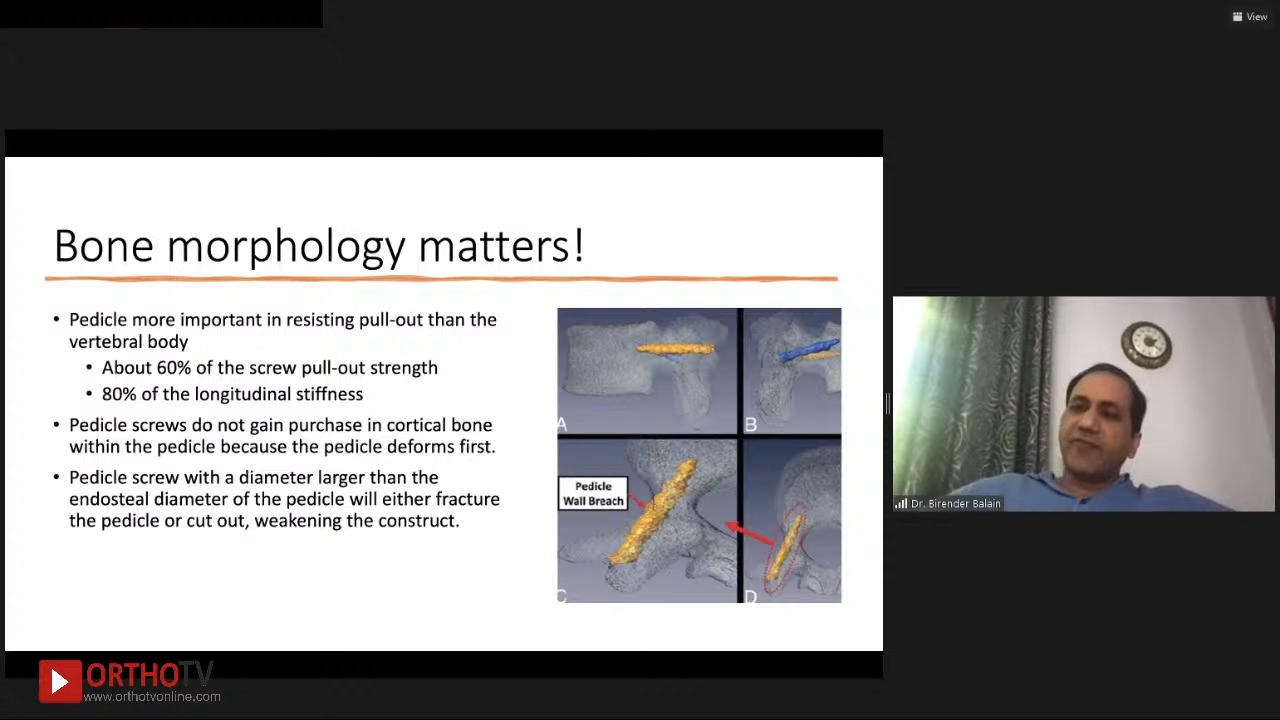 View
Bone morphology matters!
• Pedicle more important in resisting pull-out than the
vertebral body
• About 60% of the screw pull-out strength
• 80% of the longitudinal stiffness
• Pedicle screws do not gain purchase in cortical bone
within the pedicle because the pedicle deforms first.
• Pedicle screw with a diameter larger than the
endosteal diameter of the pedicle will either fracture
the pedicle or cut out, weakening the construct.
A
B
Pedicle
Wall Breach
C
D
Dr. Birender Balain
ORTHOTV
www.orthotvonline.com